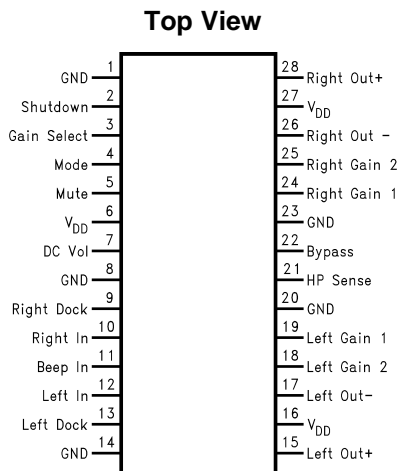 Top View
GND 1
Shutdown 2
Gain Select 3
Mode 4
Mute 5
VDD 6
DC Vol 7
GND 8
Right Dock 9
Right In 10
Beep In 11
Left In 12
Left Dock 13
GND 14
28 Right Out+
27 VDD
26 Right Out -
25 Right Gain 2
24 Right Gain 1
23 GND
22 Bypass
21 HP Sense
20 GND
19 Left Gain 1
18 Left Gain 2
17 Left Out-
16 VDD
15 Left Out+